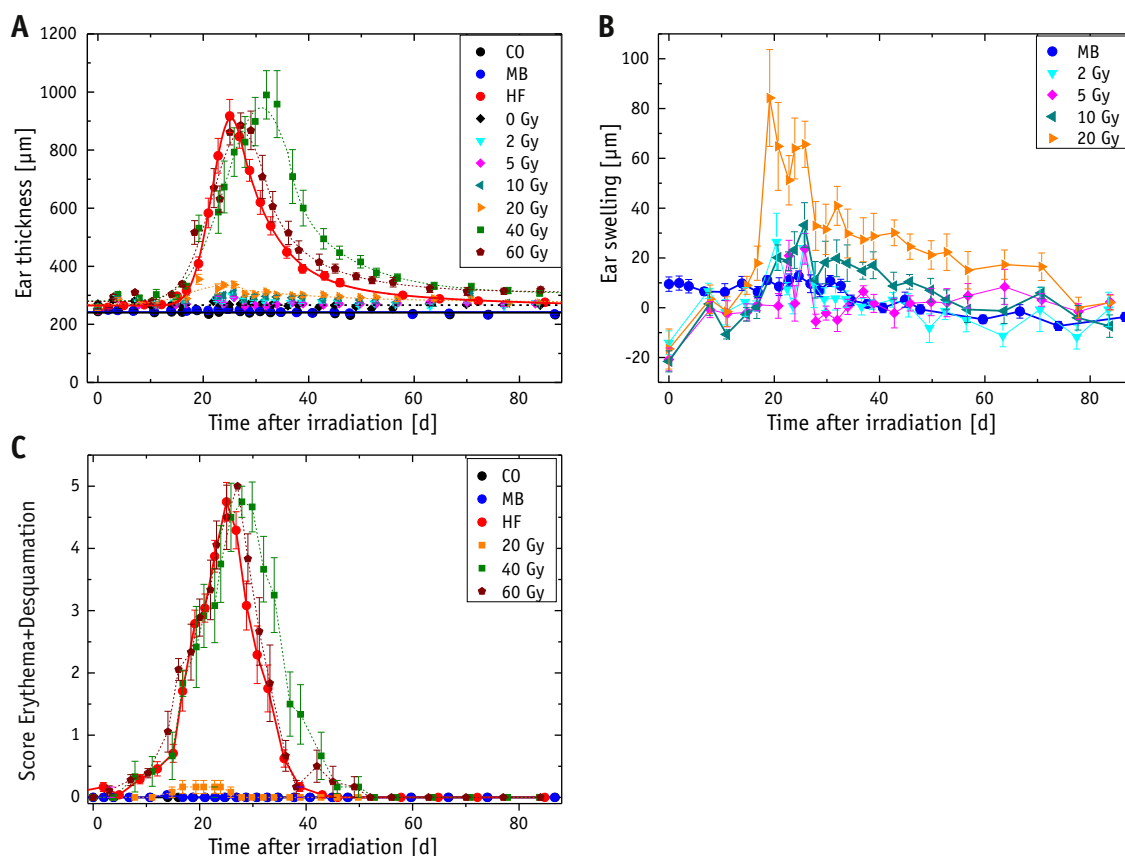 A
1200
1000
800
600
400
200
0
Ear thickness [µm]
0 20 40 60 80
Time after irradiation [d]
CO
MB
HF
0 Gy
2 Gy
5 Gy
10 Gy
20 Gy
40 Gy
60 Gy
B
100
80
60
40
20
0
-20
Ear swelling [µm]
0 20 40 60 80
Time after irradiation [d]
MB
2 Gy
5 Gy
10 Gy
20 Gy
C
5
4
3
2
1
0
Score Erythema+Desquamation
0 20 40 60 80
Time after irradiation [d]
CO
MB
HF
20 Gy
40 Gy
60 Gy